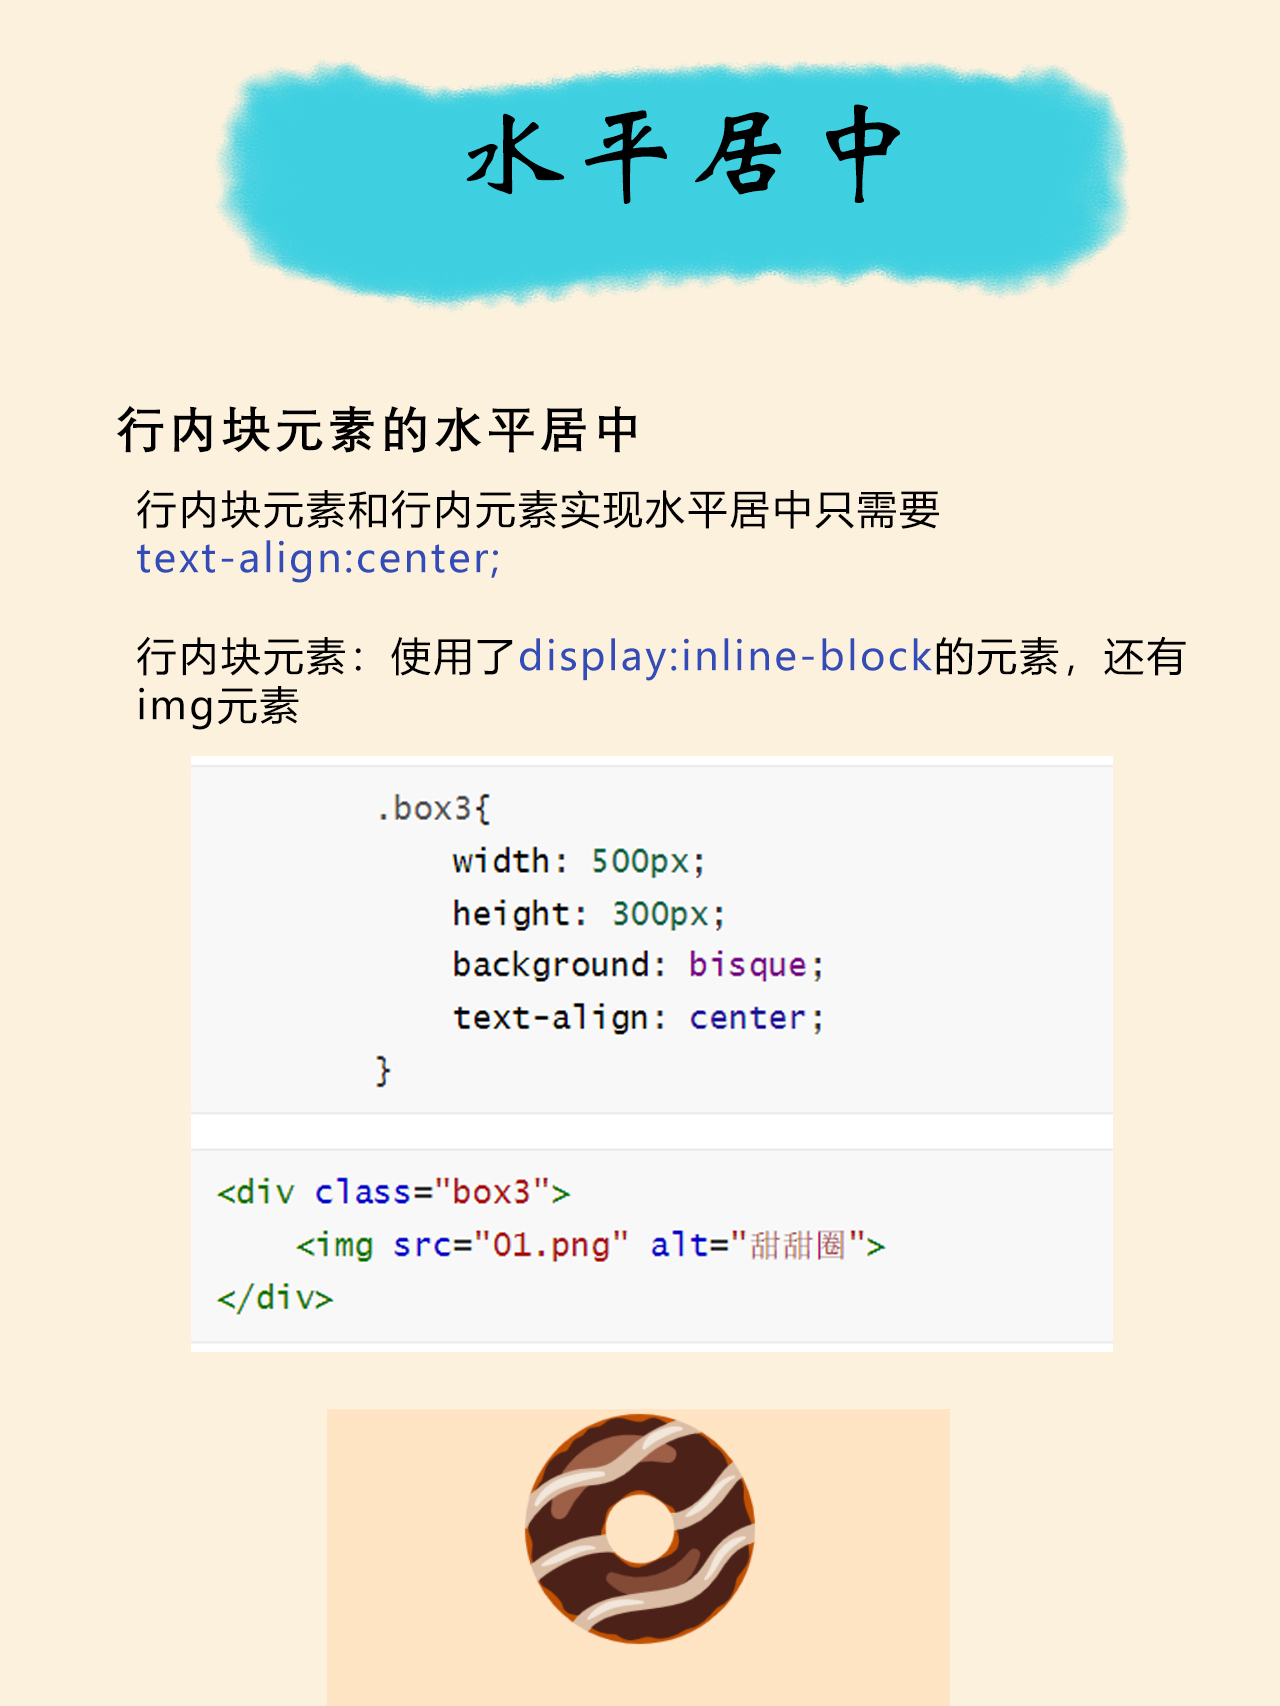 水平居中
行内块元素的水平居中
行内块元素和行内元素实现水平居中只需要
text-align:center;
行内块元素：使用了display:inline-block的元素，还有
img元素
.box3{
width: 500px;
height: 300px;
background: bisque;
text-align: center;
}
<div class="box3">
<img src="01.png" alt="甜甜圈">
</div>